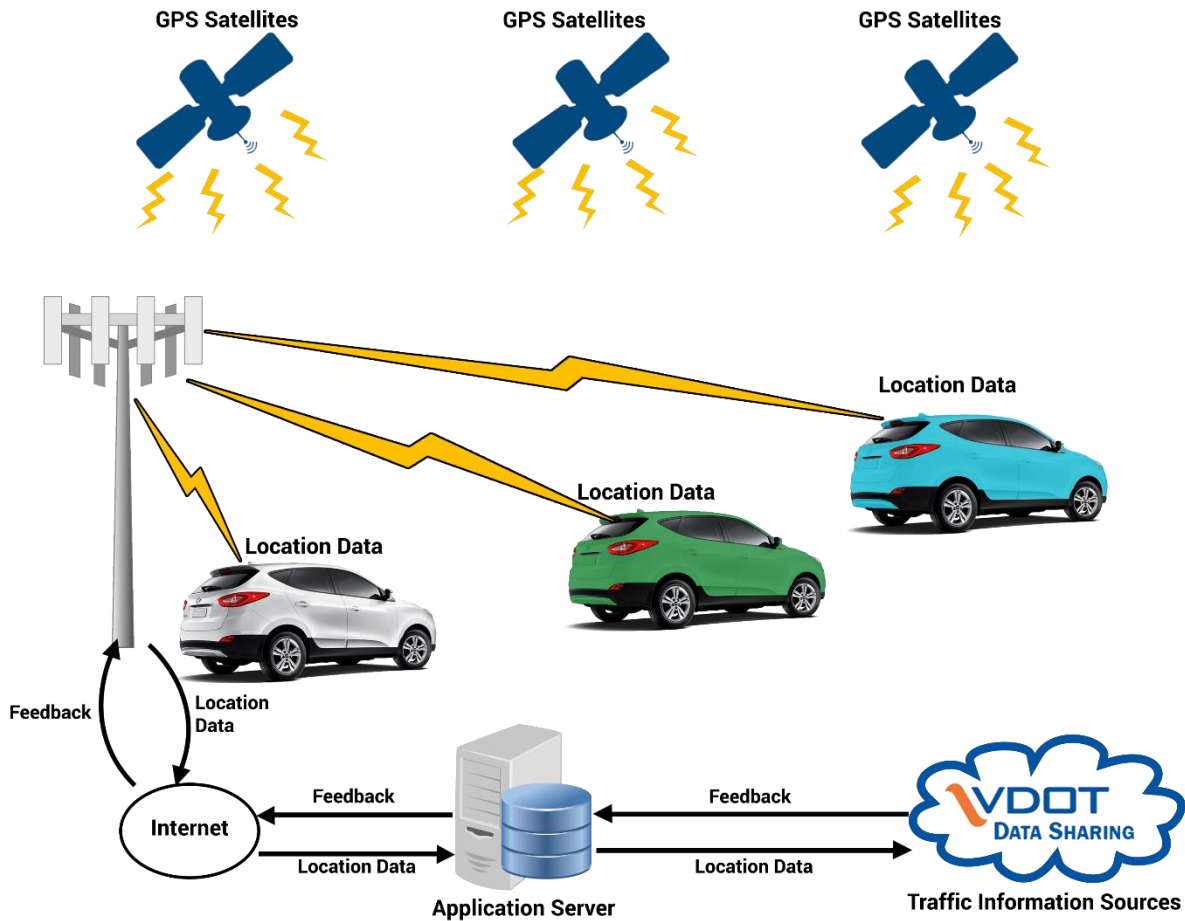 GPS Satellites
GPS Satellites
GPS Satellites
Location Data
Location Data
Location Data
Feedback
Location
Data
Internet
Feedback
Location Data
Feedback
Location Data
VDOT
DATA SHARING
Application Server
Traffic Information Sources